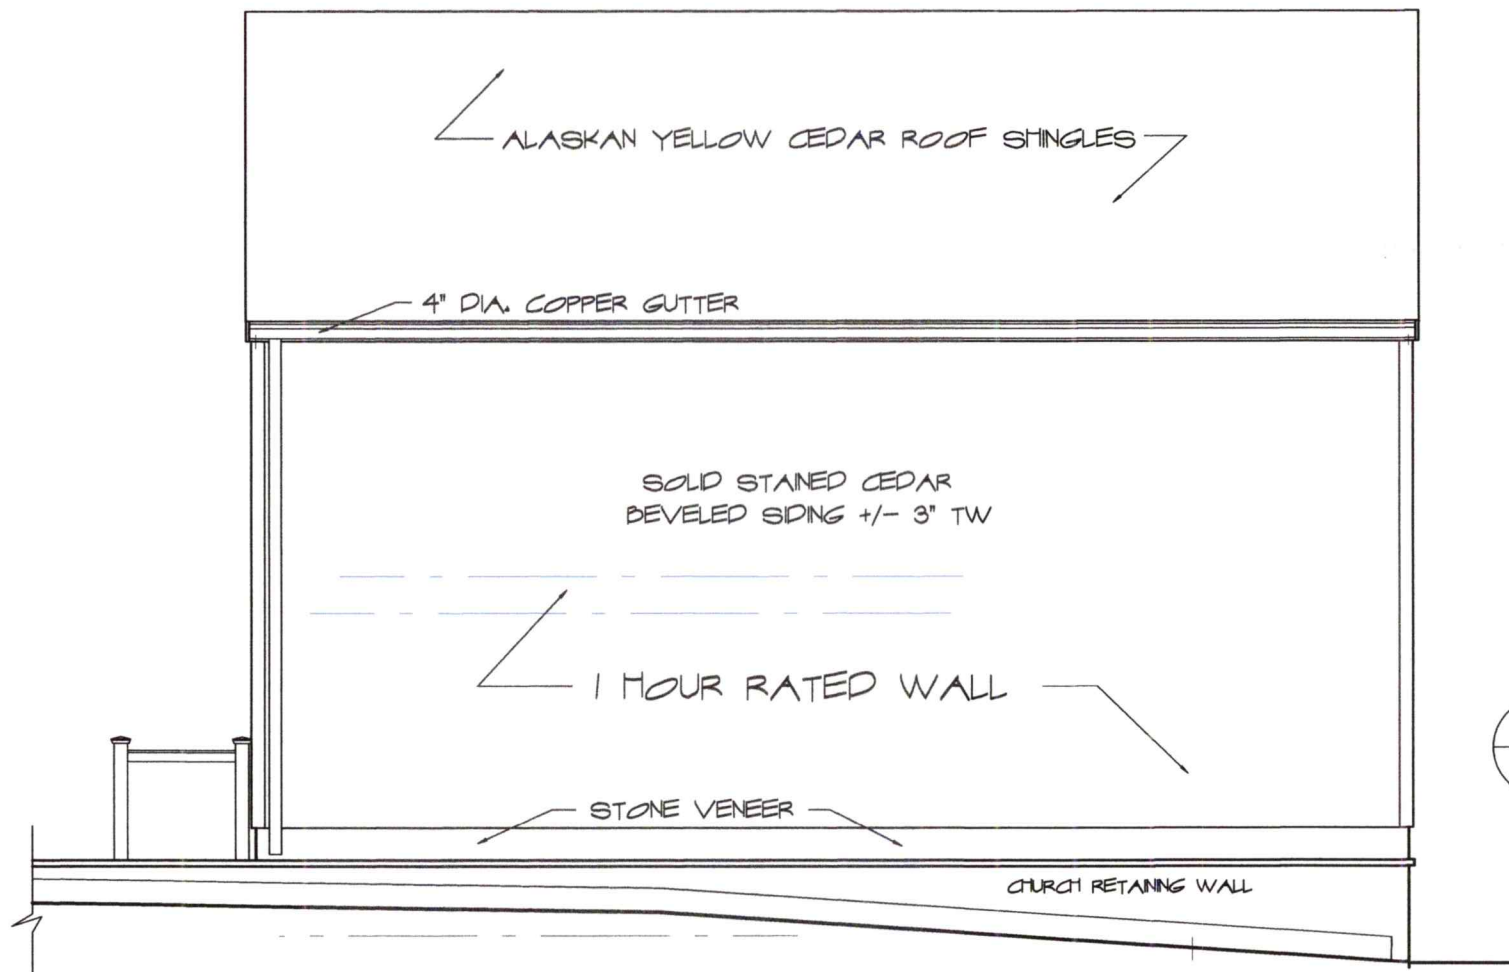 ALASKAN YELLOW CEDAR ROOF SHINGLES
4" DIA. COPPER GUTTER
SOLID STAINED CEDAR
BEVELED SIDING +/- 3" TW
1 HOUR RATED WALL
STONE VENEER
CHURCH RETAINING WALL